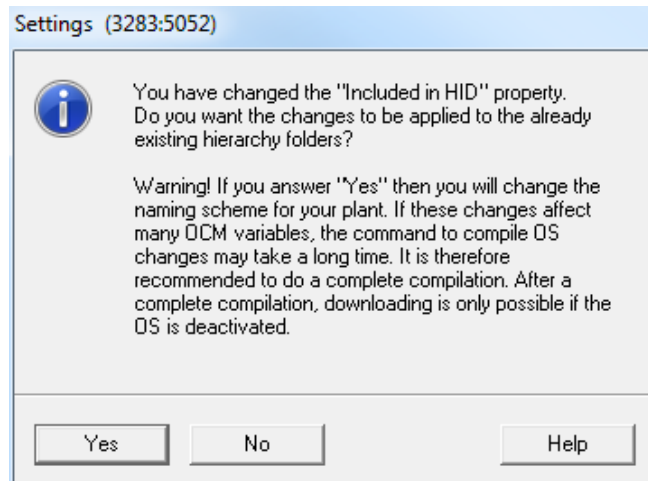 Settings (3283:5052)
You have changed the "Included in HID" property.
Do you want the changes to be applied to the already
existing hierarchy folders?
Warning! If you answer "Yes" then you will change the
naming scheme for your plant. If these changes affect
many OCM variables, the command to compile OS
changes may take a long time. It is therefore
recommended to do a complete compilation. After a
complete compilation, downloading is only possible if the
OS is deactivated.
Yes
No
Help